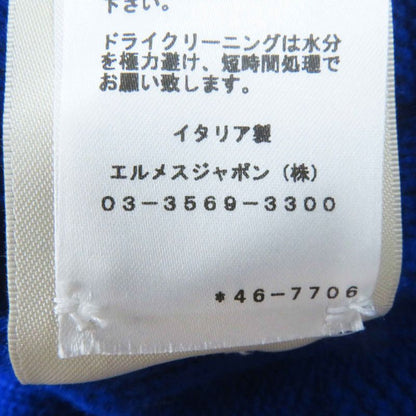 下さい。
ドライクリーニングは水分
を極力避け、短時間処理で
お願い致します。
イタリア製
エルメスジャポン（株）
03-3569-3300
*46-7706